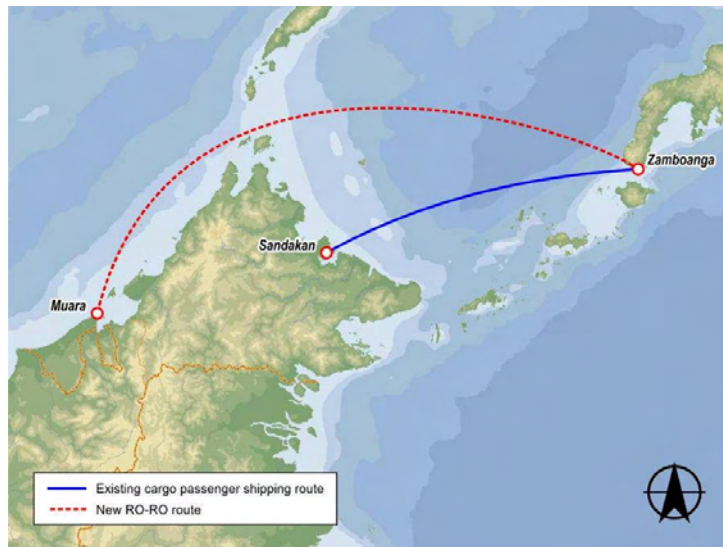 Zamboanga
Sandakan
Muara
Existing cargo passenger shipping route
New RO-RO route